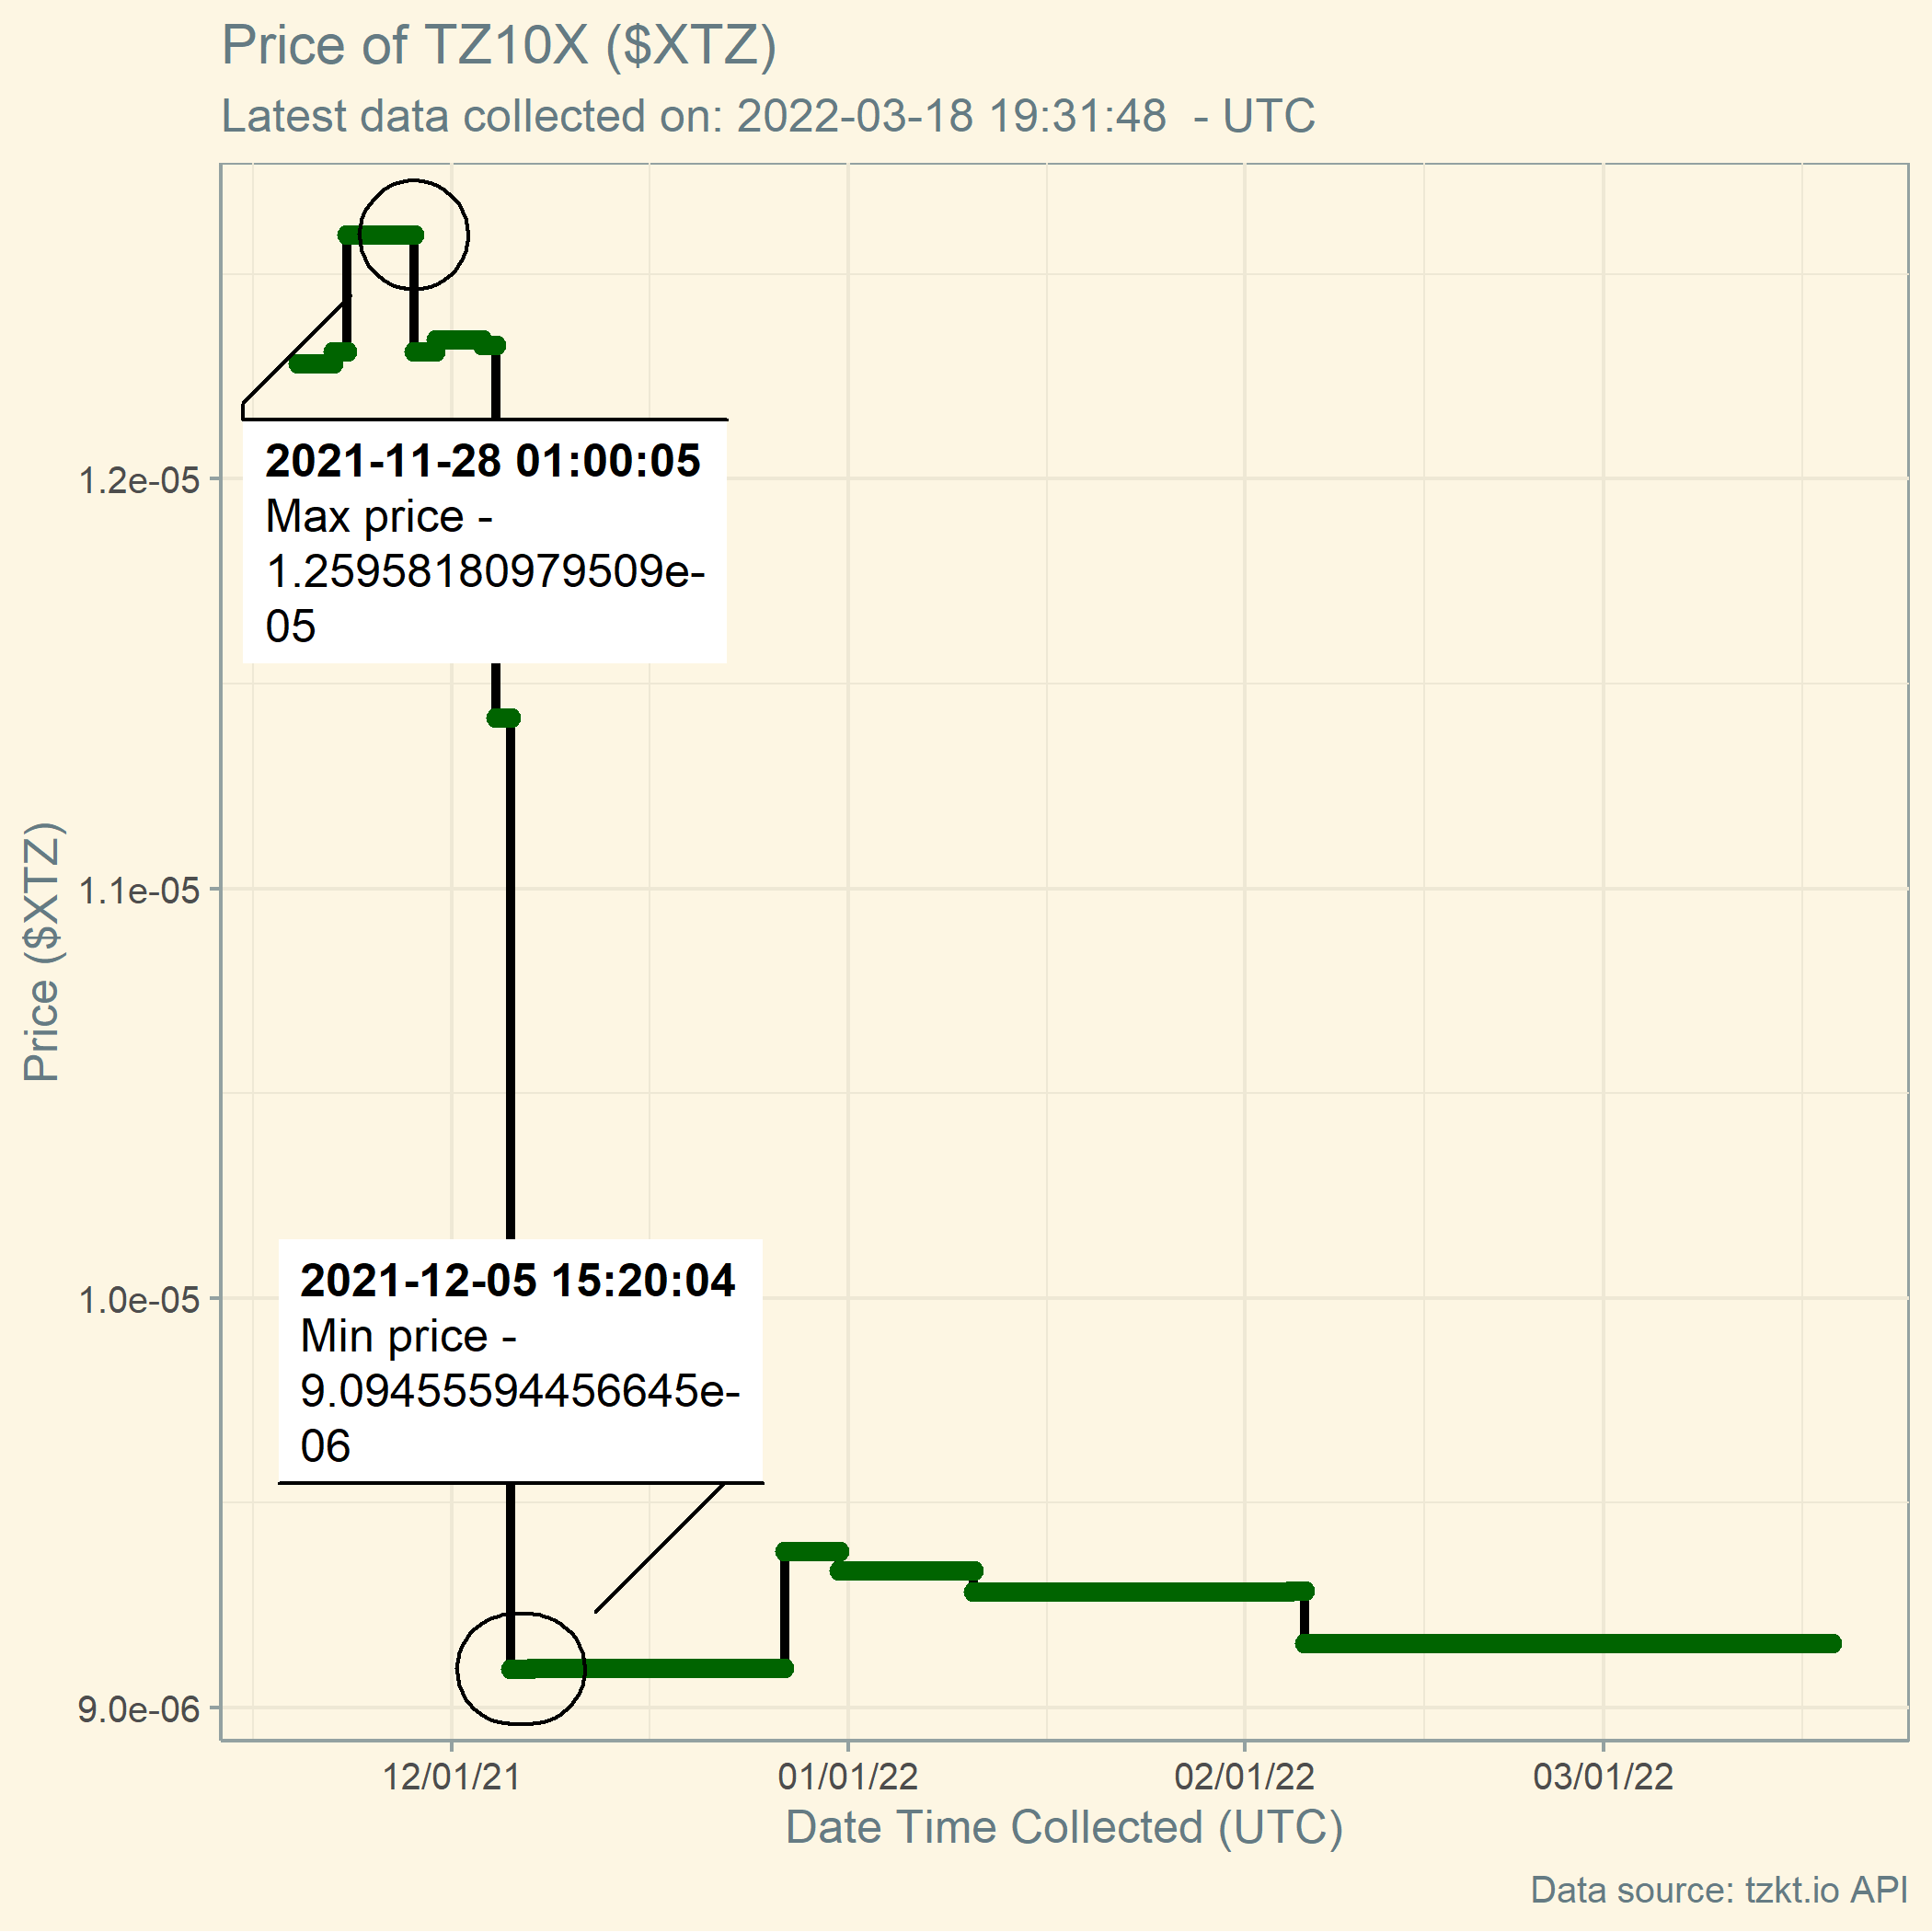 Price of TZ10X ($XTZ)
Latest data collected on: 2022-03-18 19:31:48  - UTC
2021-11-28 01:00:05
Max price -
1.25958180979509e-
05
1.2e-05
1.1e-05
Price ($XTZ)
2021-12-05 15:20:04
Min price -
9.09455594456645e-
06
1.0e-05
9.0e-06
12/01/21
01/01/22
02/01/22
03/01/22
Date Time Collected (UTC)
Data source: tzkt.io API